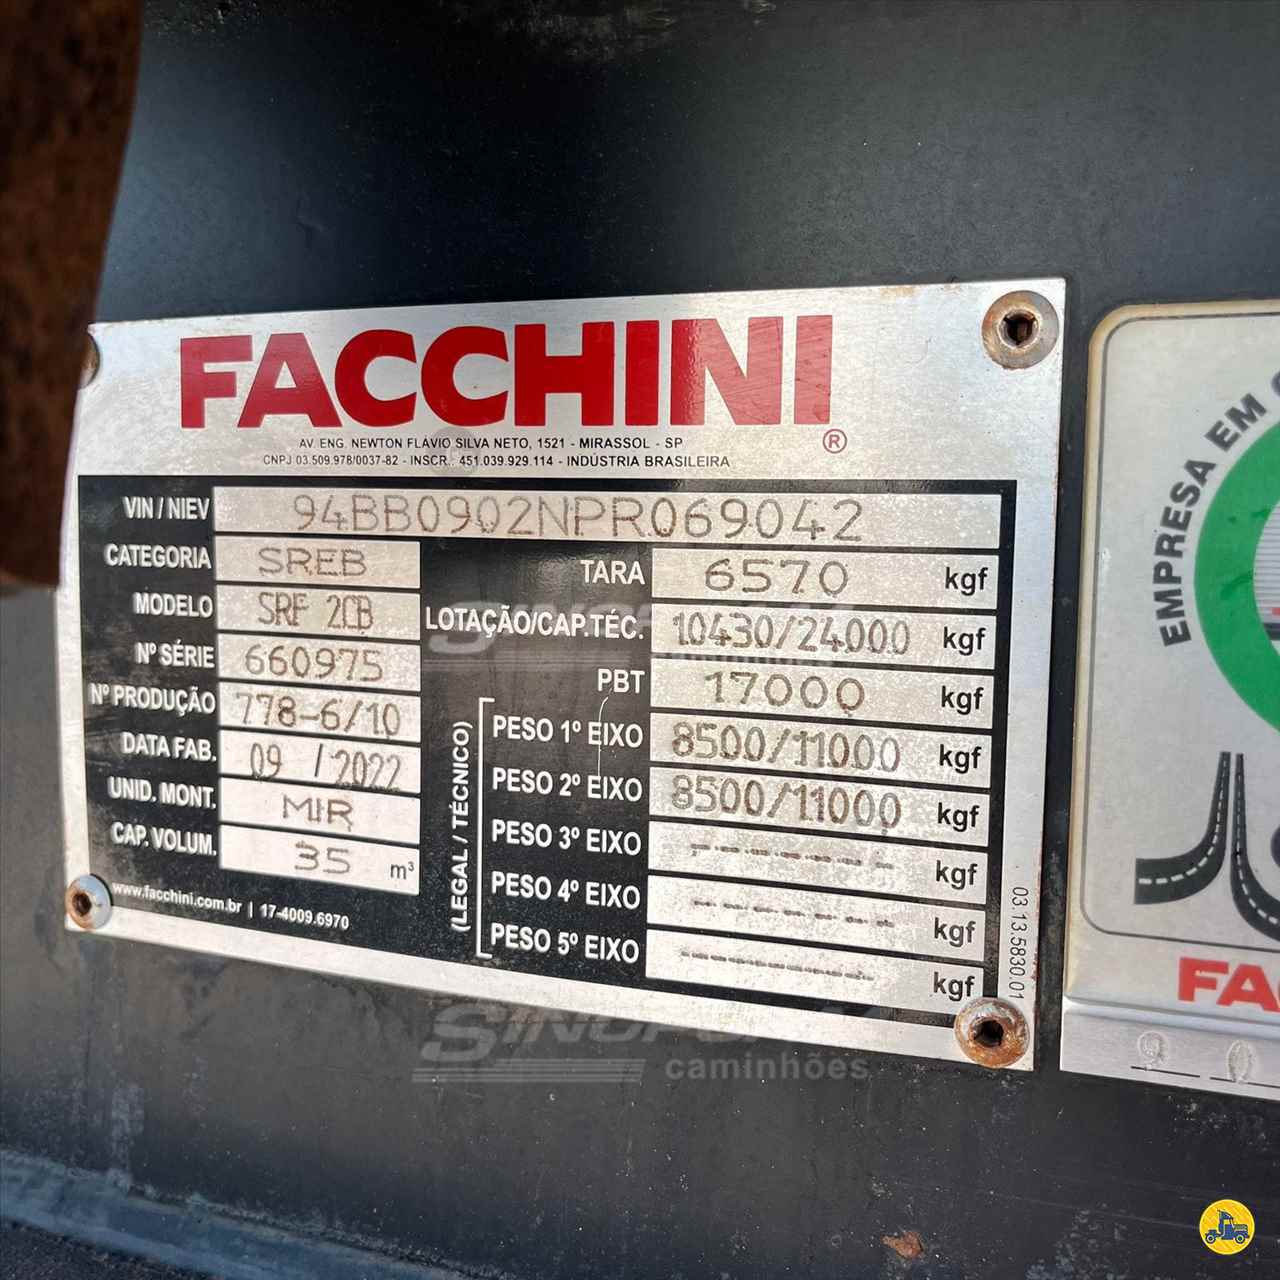 FACCHINI
®
AV. ENG. NEWTON FLÁVIO SILVA NETO, 1521 - MIRASSOL - SP
CNPJ 03.509.978/0037-82 - INSCR.: 451.039.929.114 - INDÚSTRIA BRASILEIRA
VIN / NIEV 94BB0902NPR069042
CATEGORIA SREB
MODELO SRF 2CB
Nº SÉRIE 660975
Nº PRODUÇÃO 778-6/10
DATA FAB. 09 / 2022
UNID. MONT. MIR
CAP. VOLUM. 35 m³
www.facchini.com.br | 17-4009.6970
TARA 6570 kgf
LOTAÇÃO/CAP.TÉC. 10430/24000 kgf
PBT 17000 kgf
(LEGAL / TÉCNICO)
PESO 1º EIXO 8500/11000 kgf
PESO 2º EIXO 8500/11000 kgf
PESO 3º EIXO -------- kgf
PESO 4º EIXO -------- kgf
PESO 5º EIXO ---------- kgf
03.13.5830.01
EMPRESA EM
FA
9 0
caminhões
caminhões